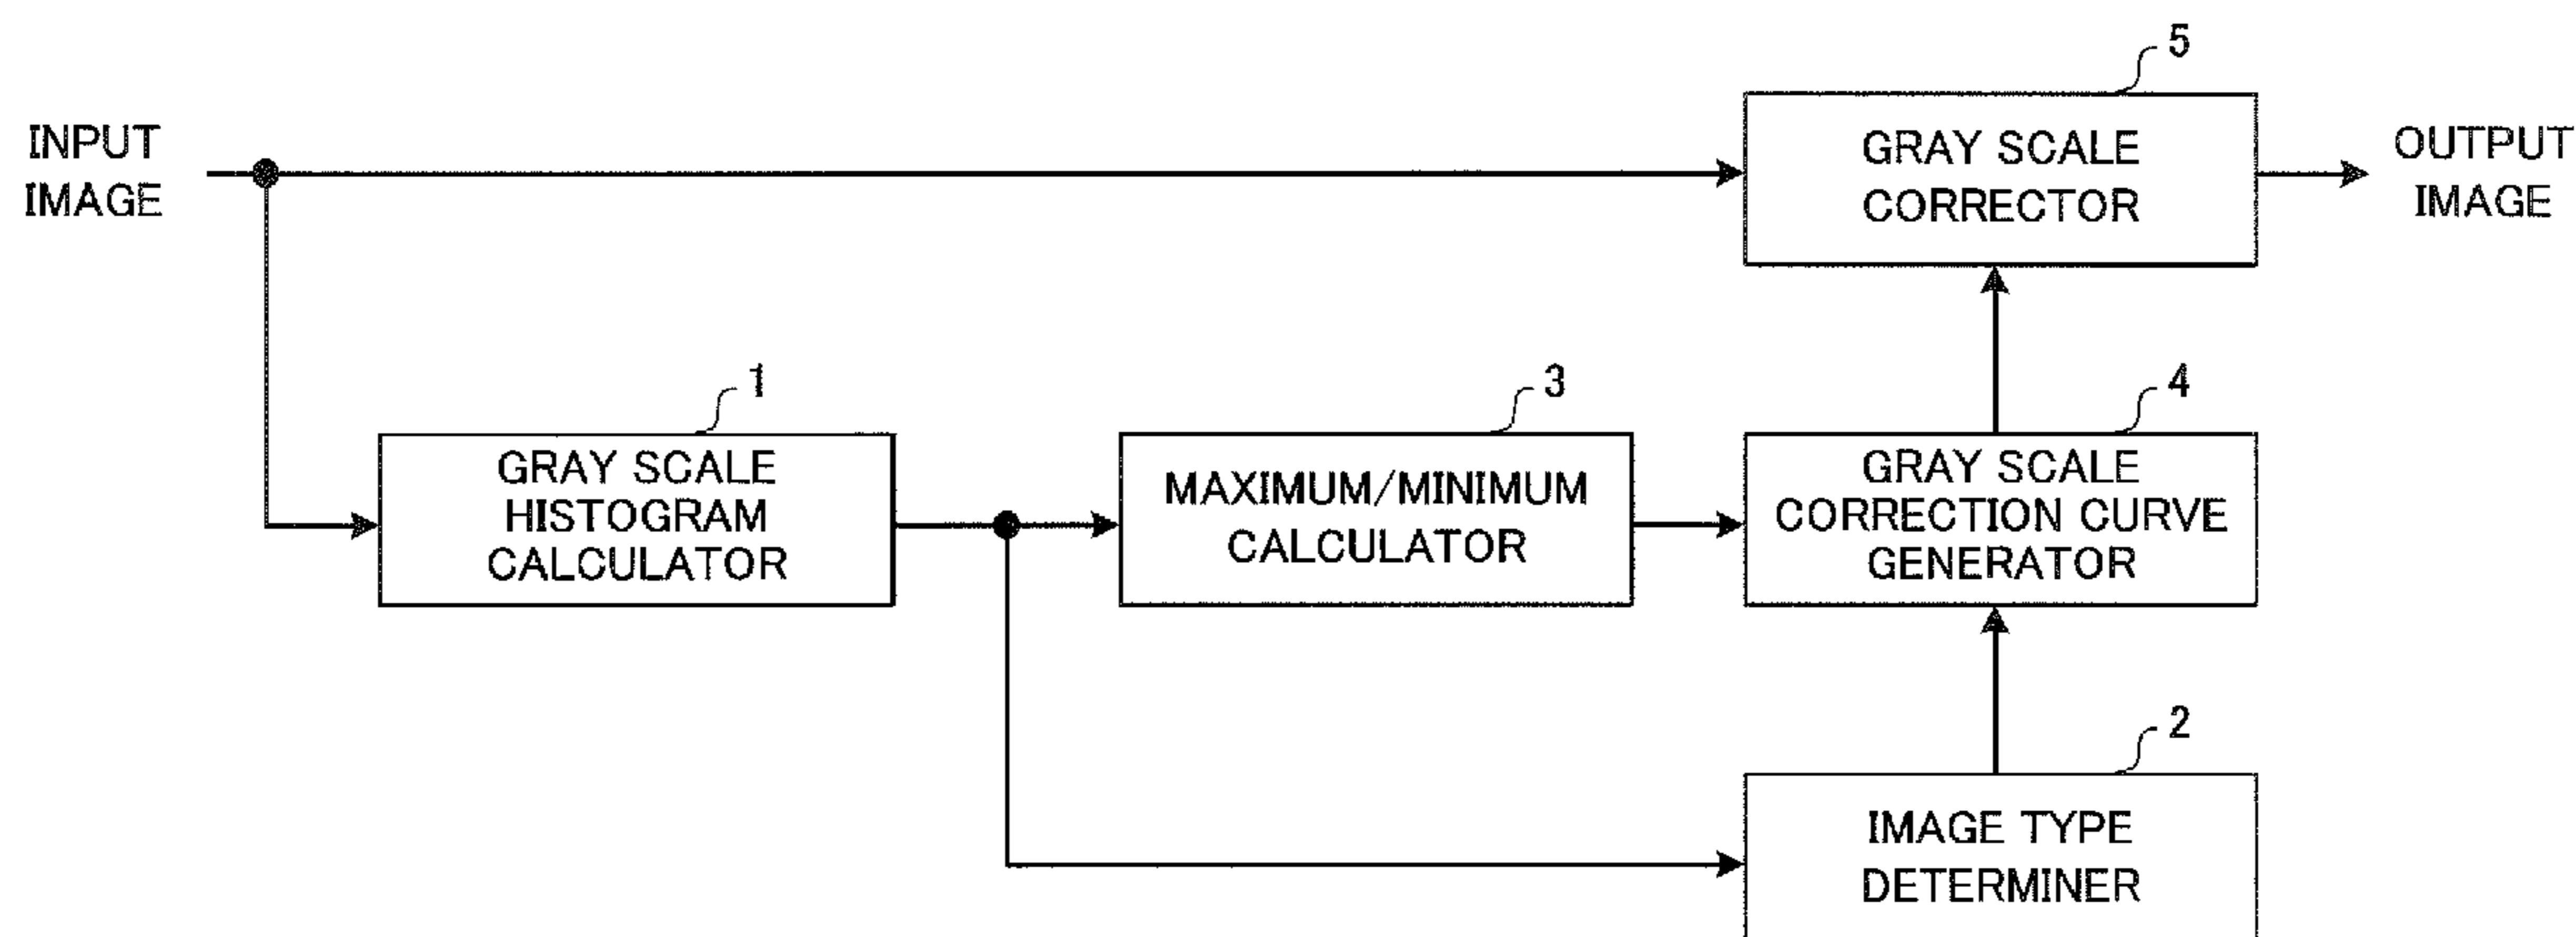 5
INPUT
IMAGE
GRAY SCALE
CORRECTOR
OUTPUT
IMAGE
1
GRAY SCALE
HISTOGRAM
CALCULATOR
3
MAXIMUM/MINIMUM
CALCULATOR
4
GRAY SCALE
CORRECTION CURVE
GENERATOR
2
IMAGE TYPE
DETERMINER